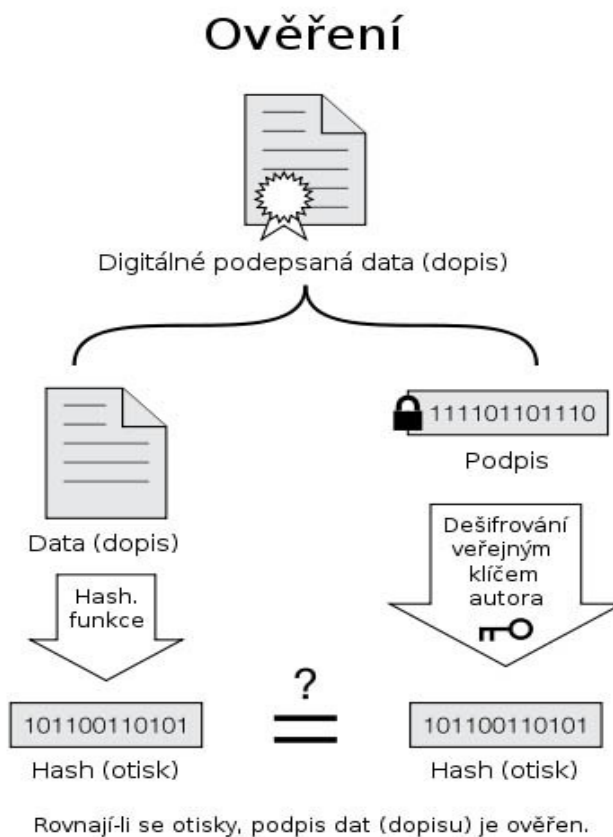 Ověření
Digitálné podepsaná data (dopis)
111101101110
Podpis
Data (dopis)
Dešifrování
veřejným
klíčem
autora
Hash.
funkce
?
101100110101
101100110101
Hash (otisk)
Hash (otisk)
Rovnají-li se otisky, podpis dat (dopisu) je ověřen.